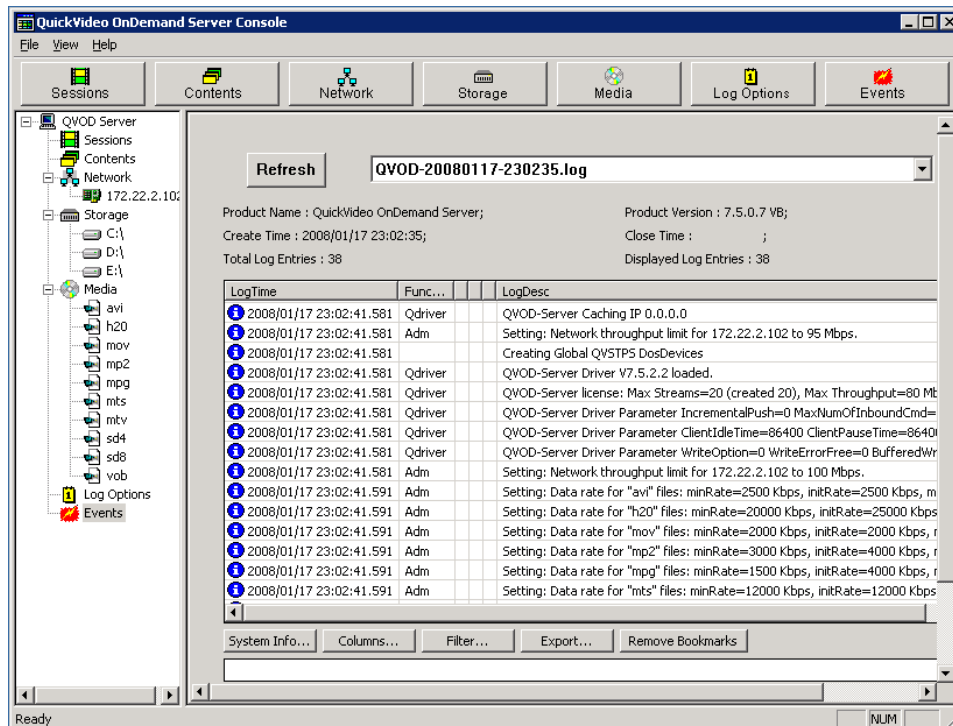 QuickVideo OnDemand Server Console
File View Help
Sessions Contents Network Storage Media Log Options Events
QVOD Server
Sessions
Contents
Network
172.22.2.102
Storage
C:\
D:\
E:\
Media
avi
h20
mov
mp2
mpg
mts
mtv
sd4
sd8
vob
Log Options
Events
Refresh QVOD-20080117-230235.log
Product Name : QuickVideo OnDemand Server; Product Version : 7.5.0.7 VB;
Create Time : 2008/01/17 23:02:35; Close Time : ;
Total Log Entries : 38 Displayed Log Entries : 38
LogTime Func... LogDesc
2008/01/17 23:02:41.581 Qdriver QVOD-Server Caching IP 0.0.0.0
2008/01/17 23:02:41.581 Adm Setting: Network throughput limit for 172.22.2.102 to 95 Mbps.
2008/01/17 23:02:41.581 Creating Global QVSTPS DosDevices
2008/01/17 23:02:41.581 Qdriver QVOD-Server Driver V7.5.2.2 loaded.
2008/01/17 23:02:41.581 Qdriver QVOD-Server license: Max Streams=20 (created 20), Max Throughput=80 Mb
2008/01/17 23:02:41.581 Qdriver QVOD-Server Driver Parameter IncrementalPush=0 MaxNumOfInboundCmd=
2008/01/17 23:02:41.581 Qdriver QVOD-Server Driver Parameter ClientIdleTime=86400 ClientPauseTime=8640
2008/01/17 23:02:41.581 Qdriver QVOD-Server Driver Parameter WriteOption=0 WriteErrorFree=0 BufferedWr
2008/01/17 23:02:41.581 Adm Setting: Network throughput limit for 172.22.2.102 to 100 Mbps.
2008/01/17 23:02:41.591 Adm Setting: Data rate for "avi" files: minRate=2500 Kbps, initRate=2500 Kbps, m
2008/01/17 23:02:41.591 Adm Setting: Data rate for "h20" files: minRate=20000 Kbps, initRate=25000 Kbps
2008/01/17 23:02:41.591 Adm Setting: Data rate for "mov" files: minRate=2000 Kbps, initRate=2000 Kbps,
2008/01/17 23:02:41.591 Adm Setting: Data rate for "mp2" files: minRate=3000 Kbps, initRate=4000 Kbps,
2008/01/17 23:02:41.591 Adm Setting: Data rate for "mpg" files: minRate=1500 Kbps, initRate=4000 Kbps,
2008/01/17 23:02:41.591 Adm Setting: Data rate for "mts" files: minRate=12000 Kbps, initRate=12000 Kbps
System Info... Columns... Filter... Export... Remove Bookmarks
Ready NUM